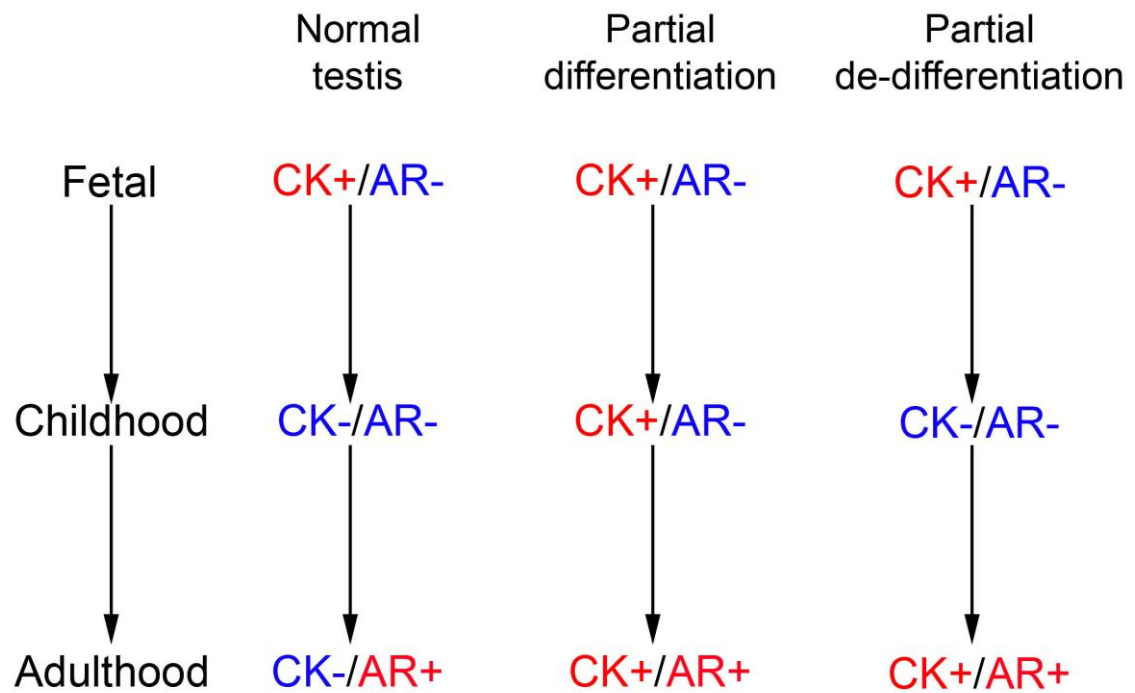 Normal testis
Partial differentiation
Partial de-differentiation
Fetal CK+/AR- CK+/AR- CK+/AR-
Childhood CK-/AR- CK+/AR- CK-/AR-
Adulthood CK-/AR+ CK+/AR+ CK+/AR+